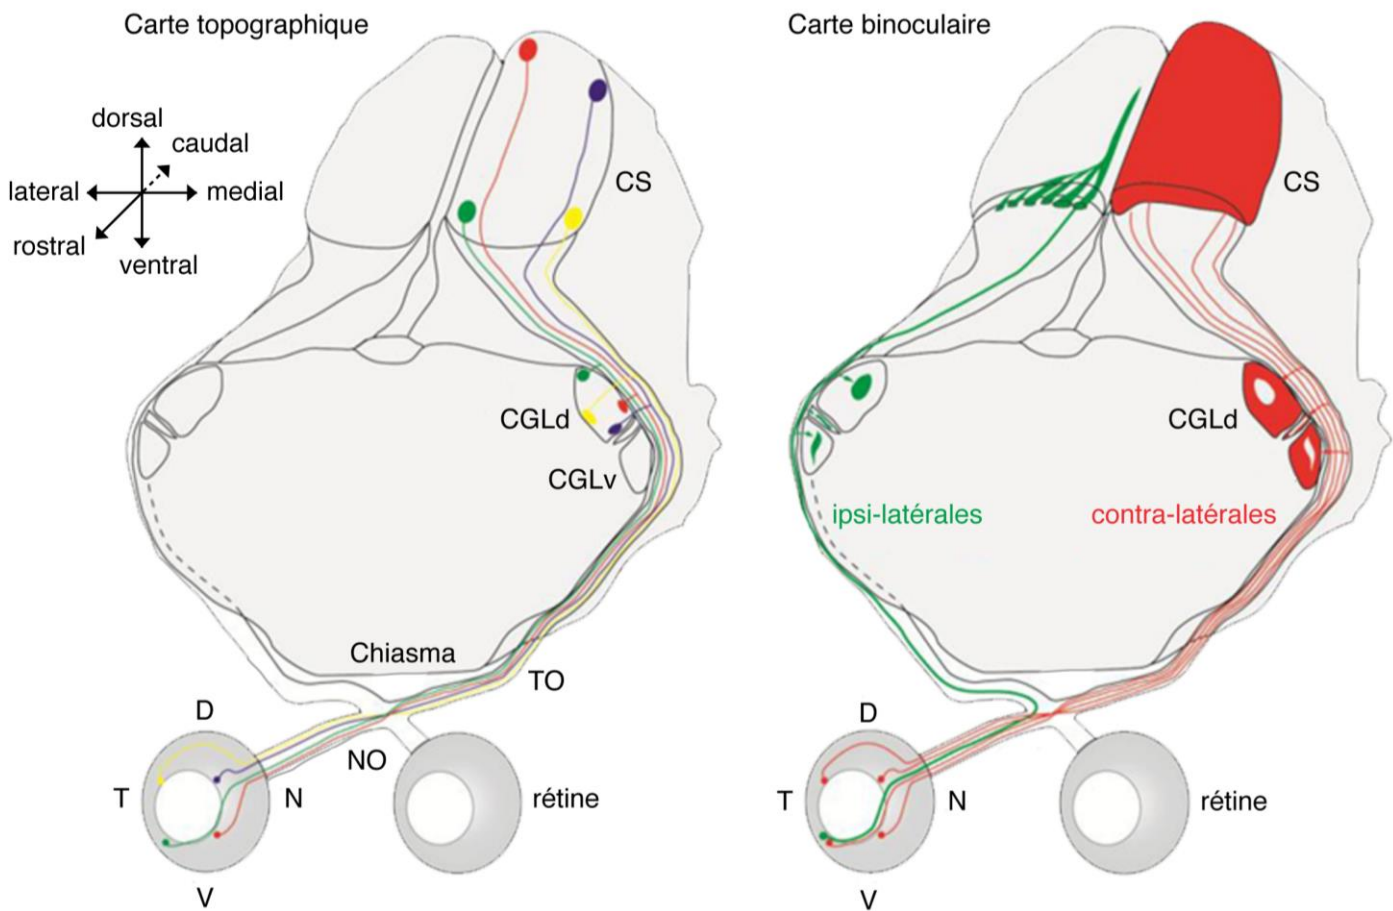 Carte topographique
dorsal
caudal
lateral
medial
rostral
ventral
CS
CGLd
CGLv
Chiasma
TO
NO
D
T
N
V
rétine
Carte binoculaire
CS
CGLd
ipsi-latérales
contra-latérales
D
T
N
V
rétine